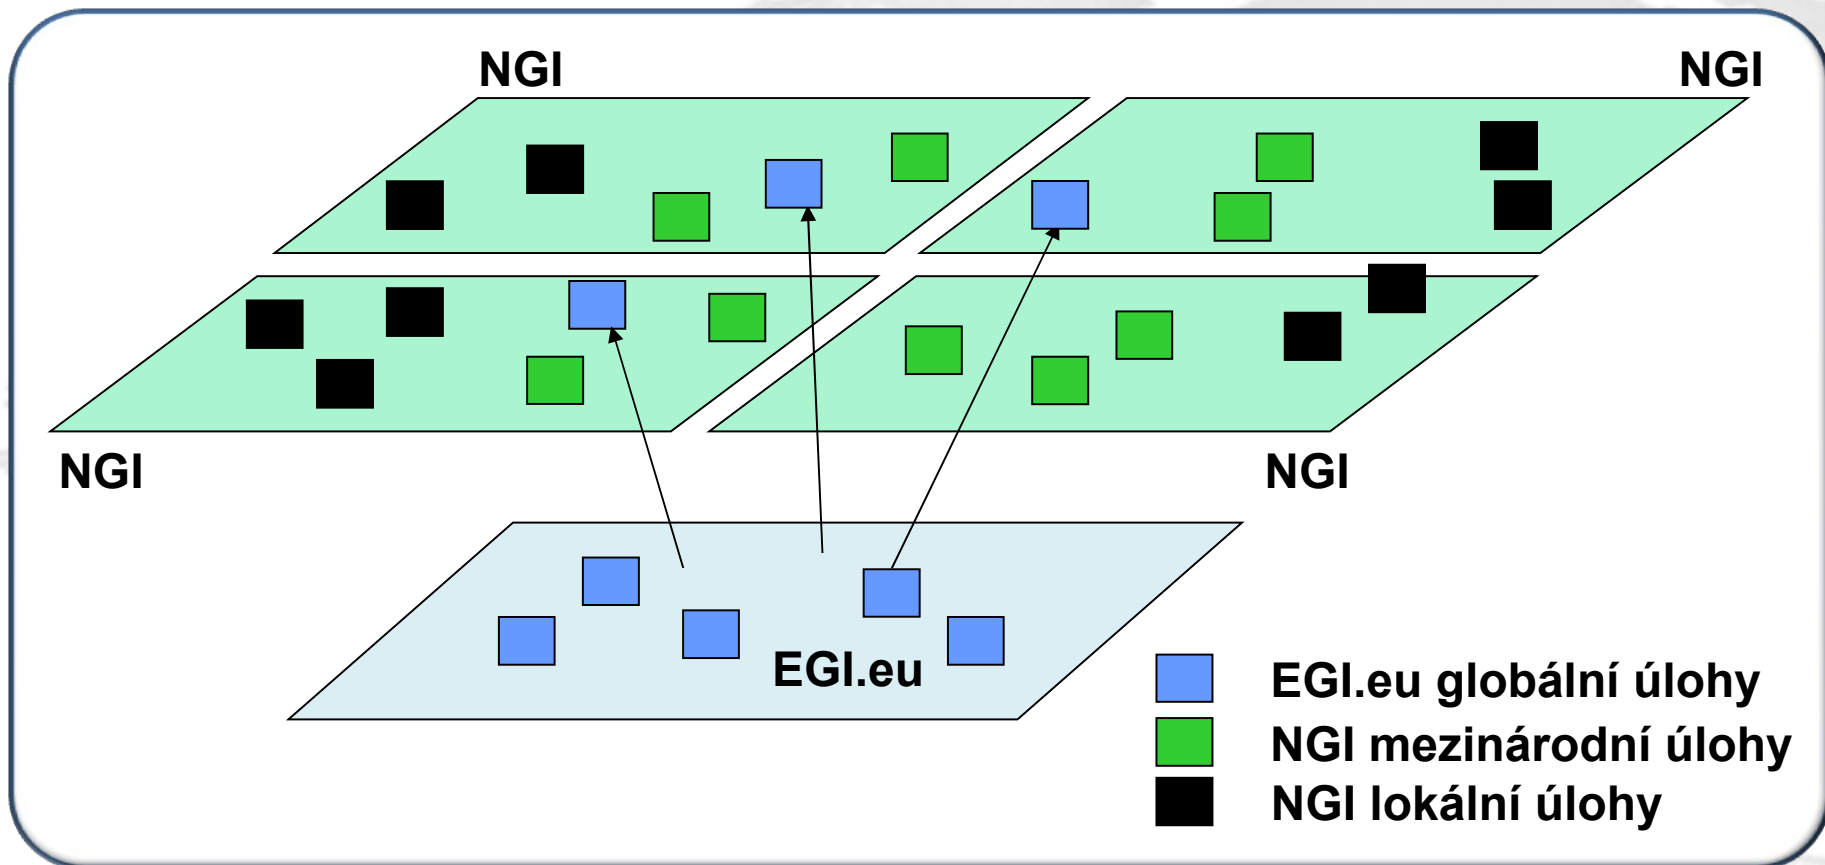 NGI
NGI
NGI
NGI
EGI.eu
EGI.eu globální úlohy
NGI mezinárodní úlohy
NGI lokální úlohy